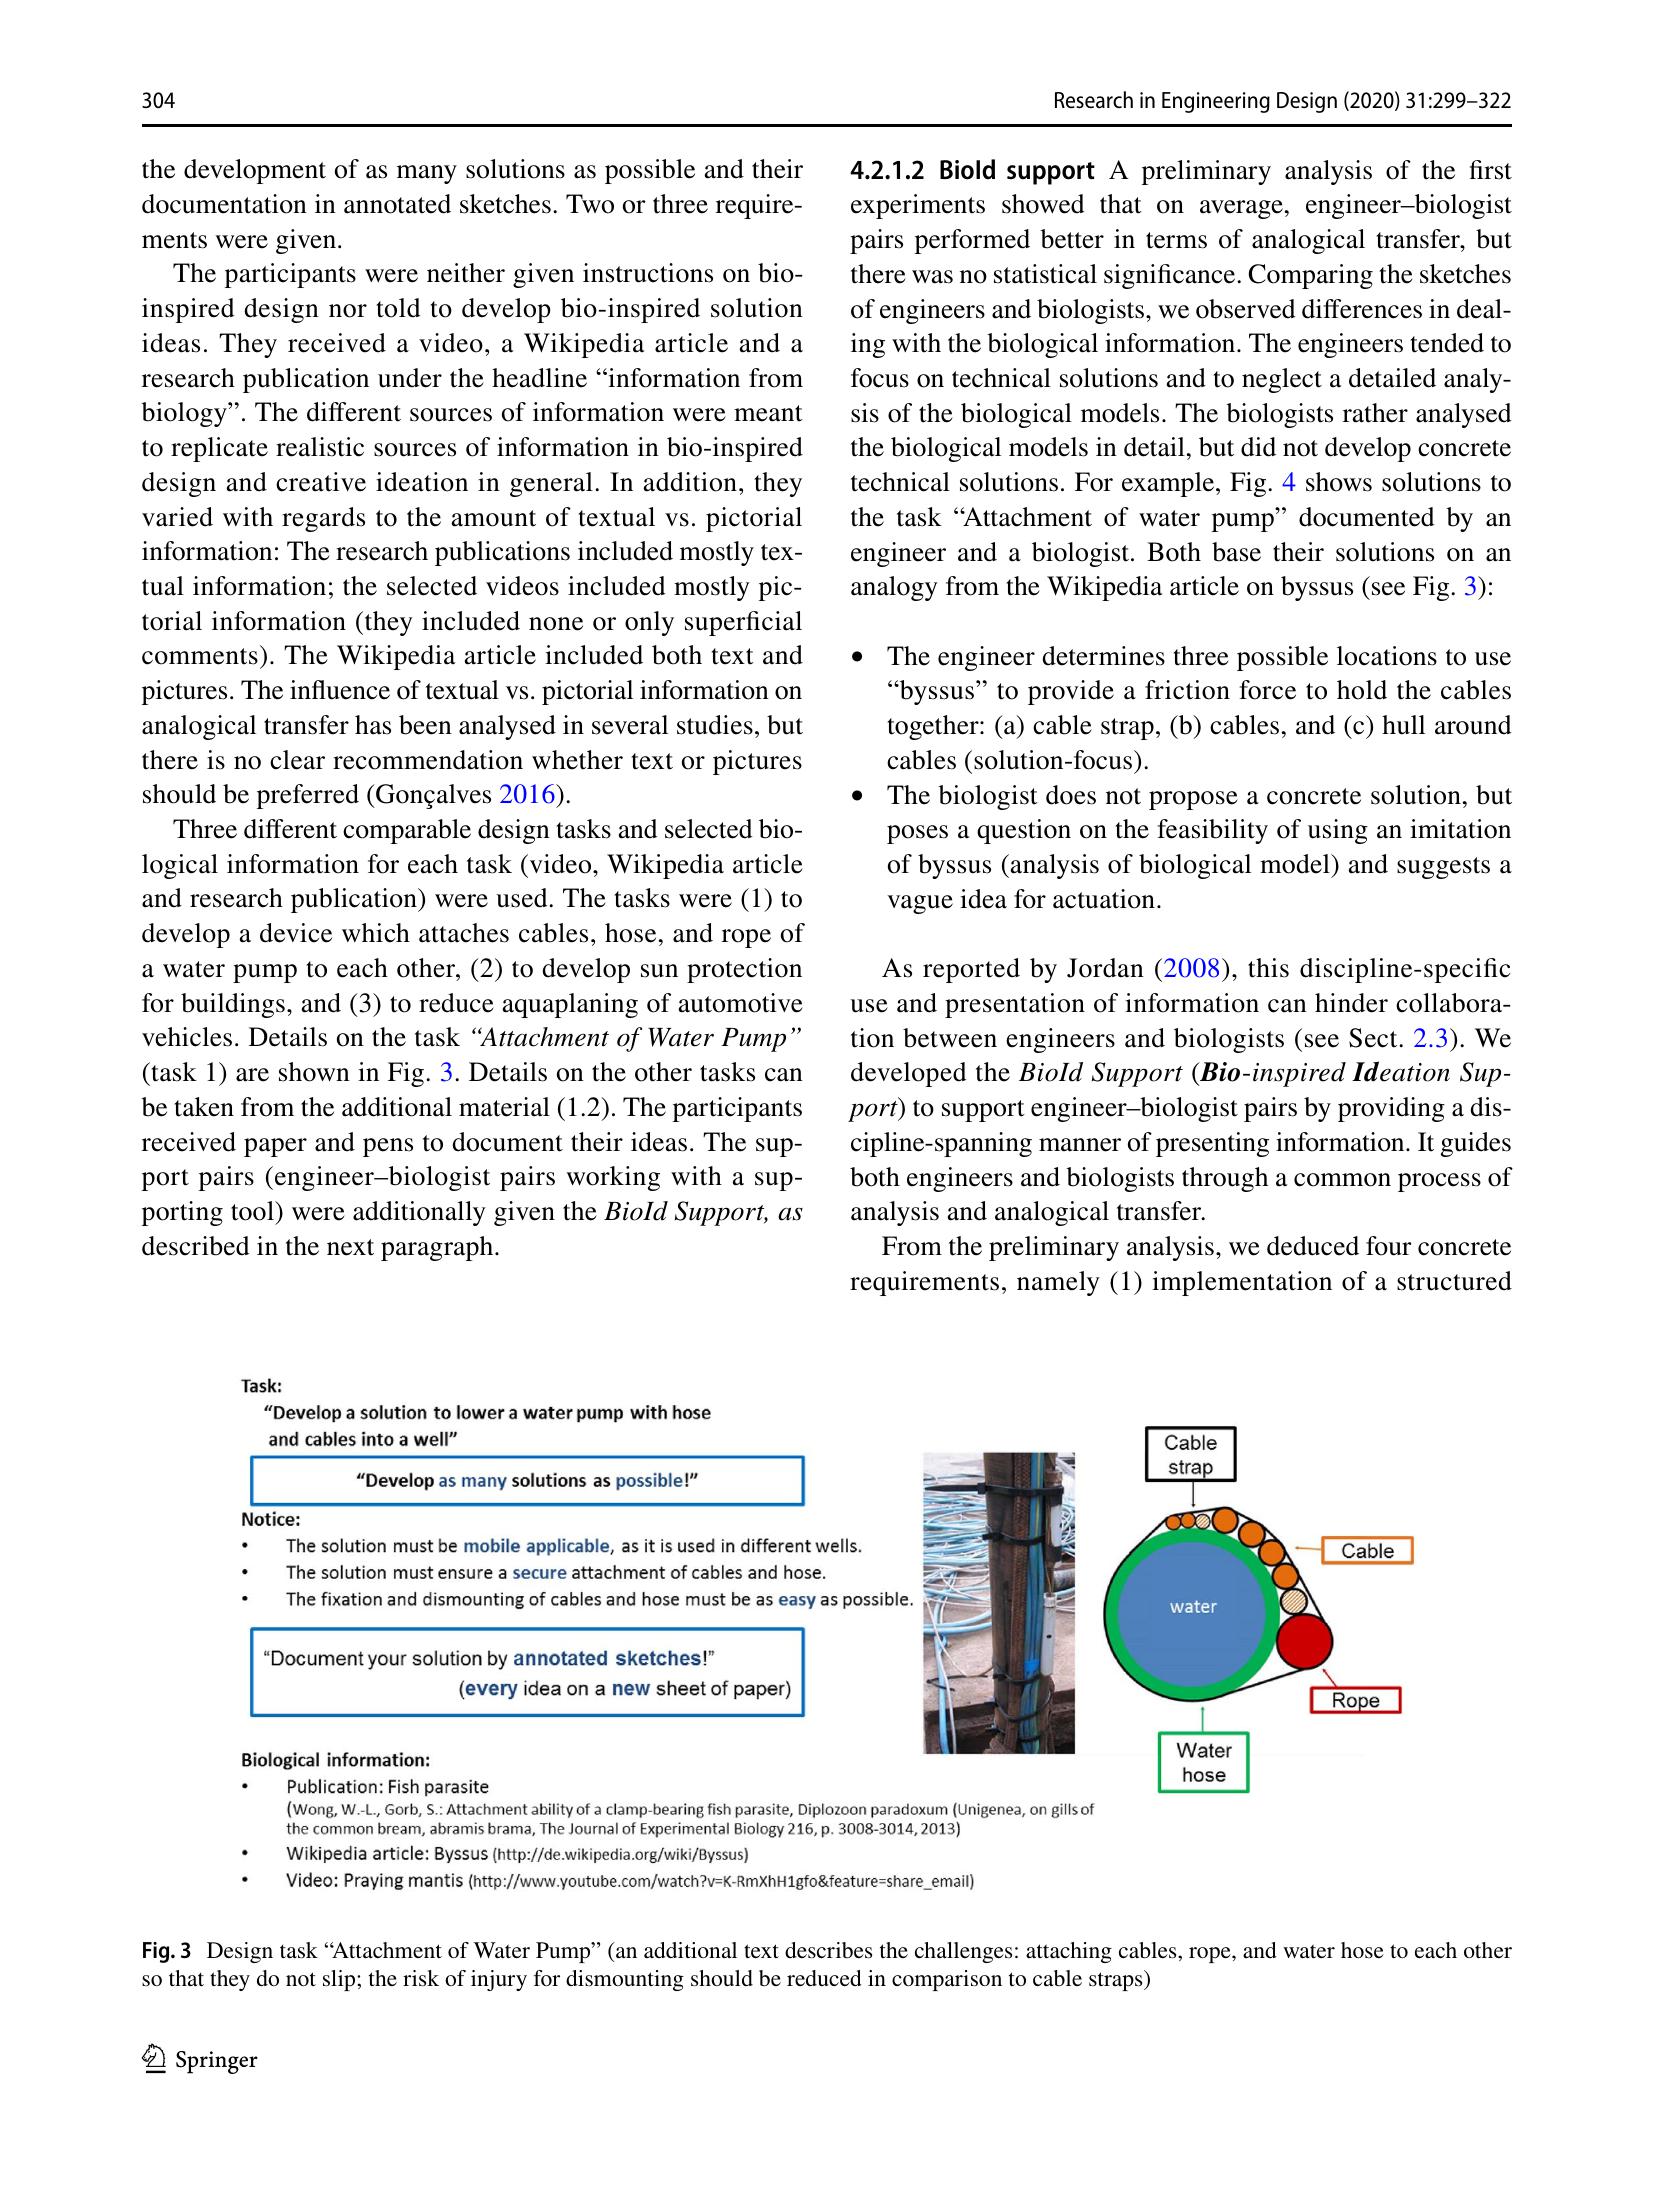 304
Research in Engineering Design (2020) 31:299–322
the development of as many solutions as possible and their
documentation in annotated sketches. Two or three require-
ments were given.
The participants were neither given instructions on bio-
inspired design nor told to develop bio-inspired solution
ideas. They received a video, a Wikipedia article and a
research publication under the headline “information from
biology”. The different sources of information were meant
to replicate realistic sources of information in bio-inspired
design and creative ideation in general. In addition, they
varied with regards to the amount of textual vs. pictorial
information: The research publications included mostly tex-
tual information; the selected videos included mostly pic-
torial information (they included none or only superficial
comments). The Wikipedia article included both text and
pictures. The influence of textual vs. pictorial information on
analogical transfer has been analysed in several studies, but
there is no clear recommendation whether text or pictures
should be preferred (Gonçalves 2016).
Three different comparable design tasks and selected bio-
logical information for each task (video, Wikipedia article
and research publication) were used. The tasks were (1) to
develop a device which attaches cables, hose, and rope of
a water pump to each other, (2) to develop sun protection
for buildings, and (3) to reduce aquaplaning of automotive
vehicles. Details on the task “Attachment of Water Pump”
(task 1) are shown in Fig. 3. Details on the other tasks can
be taken from the additional material (1.2). The participants
received paper and pens to document their ideas. The sup-
port pairs (engineer–biologist pairs working with a sup-
porting tool) were additionally given the BioId Support, as
described in the next paragraph.
4.2.1.2 BioId support A preliminary analysis of the first
experiments showed that on average, engineer–biologist
pairs performed better in terms of analogical transfer, but
there was no statistical significance. Comparing the sketches
of engineers and biologists, we observed differences in deal-
ing with the biological information. The engineers tended to
focus on technical solutions and to neglect a detailed analy-
sis of the biological models. The biologists rather analysed
the biological models in detail, but did not develop concrete
technical solutions. For example, Fig. 4 shows solutions to
the task “Attachment of water pump” documented by an
engineer and a biologist. Both base their solutions on an
analogy from the Wikipedia article on byssus (see Fig. 3):
• The engineer determines three possible locations to use
“byssus” to provide a friction force to hold the cables
together: (a) cable strap, (b) cables, and (c) hull around
cables (solution-focus).
• The biologist does not propose a concrete solution, but
poses a question on the feasibility of using an imitation
of byssus (analysis of biological model) and suggests a
vague idea for actuation.
As reported by Jordan (2008), this discipline-specific
use and presentation of information can hinder collabora-
tion between engineers and biologists (see Sect. 2.3). We
developed the BioId Support (Bio-inspired Ideation Sup-
port) to support engineer–biologist pairs by providing a dis-
cipline-spanning manner of presenting information. It guides
both engineers and biologists through a common process of
analysis and analogical transfer.
From the preliminary analysis, we deduced four concrete
requirements, namely (1) implementation of a structured
Task:
“Develop a solution to lower a water pump with hose
and cables into a well”
“Develop as many solutions as possible!”
Notice:
• The solution must be mobile applicable, as it is used in different wells.
• The solution must ensure a secure attachment of cables and hose.
• The fixation and dismounting of cables and hose must be as easy as possible.
“Document your solution by annotated sketches!”
(every idea on a new sheet of paper)
Biological information:
• Publication: Fish parasite
(Wong, W.-L., Gorb, S.: Attachment ability of a clamp-bearing fish parasite, Diplozoon paradoxum (Unigenea, on gills of
the common bream, abramis brama, The Journal of Experimental Biology 216, p. 3008-3014, 2013)
• Wikipedia article: Byssus (http://de.wikipedia.org/wiki/Byssus)
• Video: Praying mantis (http://www.youtube.com/watch?v=K-RmXhH1gfo&feature=share_email)
Cable
strap
Cable
water
Rope
Water
hose
Fig. 3 Design task “Attachment of Water Pump” (an additional text describes the challenges: attaching cables, rope, and water hose to each other
so that they do not slip; the risk of injury for dismounting should be reduced in comparison to cable straps)
Springer